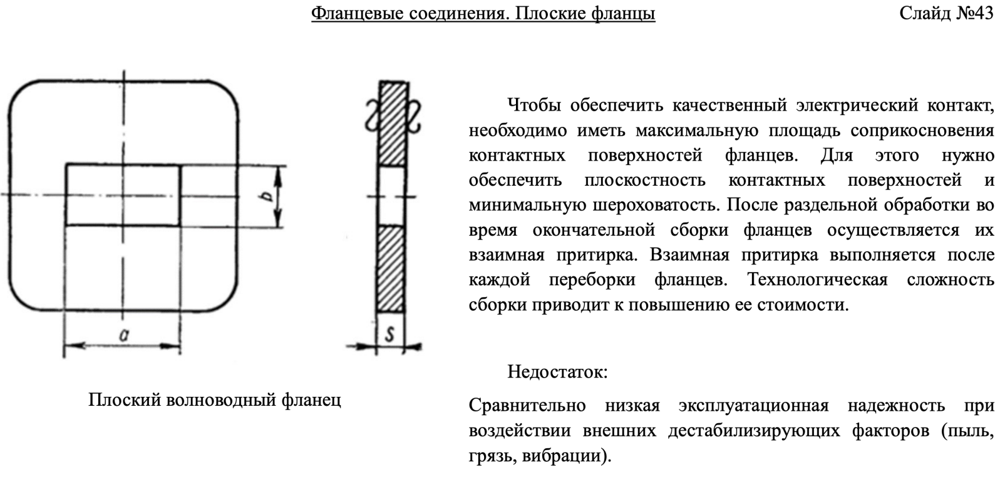 Фланцевые соединения. Плоские фланцы
Слайд №43
Чтобы обеспечить качественный электрический контакт,
необходимо иметь максимальную площадь соприкосновения
контактных поверхностей фланцев. Для этого нужно
обеспечить плоскостность контактных поверхностей и
минимальную шероховатость. После раздельной обработки во
время окончательной сборки фланцев осуществляется их
взаимная притирка. Взаимная притирка выполняется после
каждой переборки фланцев. Технологическая сложность
сборки приводит к повышению ее стоимости.
b
a
S
Плоский волноводный фланец
Недостаток:
Сравнительно низкая эксплуатационная надежность при
воздействии внешних дестабилизирующих факторов (пыль,
грязь, вибрации).